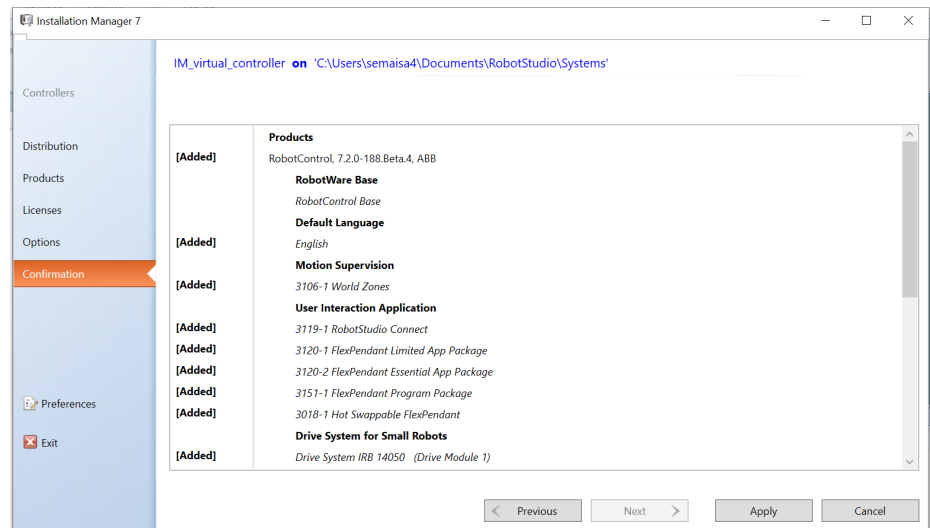 Installation Manager 7
IM_virtual_controller on 'C:\Users\semaisa4\Documents\RobotStudio\Systems'
Controllers
Distribution
Products
Licenses
Options
Confirmation
Preferences
Exit
Products
[Added] RobotControl, 7.2.0-188.Beta.4, ABB
RobotWare Base
RobotControl Base
Default Language
[Added] English
Motion Supervision
[Added] 3106-1 World Zones
User Interaction Application
[Added] 3119-1 RobotStudio Connect
[Added] 3120-1 FlexPendant Limited App Package
[Added] 3120-2 FlexPendant Essential App Package
[Added] 3151-1 FlexPendant Program Package
[Added] 3018-1 Hot Swappable FlexPendant
Drive System for Small Robots
[Added] Drive System IRB 14050 (Drive Module 1)
Previous Next Apply Cancel